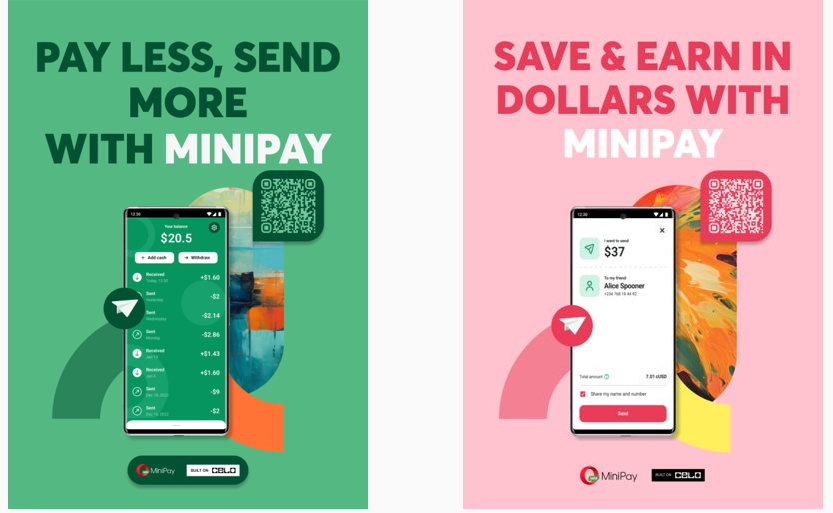 PAY LESS, SEND
MORE
WITH MINIPAY
12:30
Your balance
$20.5
+ Add cash
→ Withdraw
Received
Today, 13:00
+$1.60
Sent
Yesterday
-$2
Sent
Wednesday
-$2.14
Sent
Monday
-$2.86
Received
+$1.43
Received
+$1.60
Sent
Dec 19, 2023
-$9
Sent
Dec 18, 2023
-$2
MiniPay
BUILT ON CELO
SAVE & EARN IN
DOLLARS WITH
MINIPAY
12:30
I want to send
$37
To my friend
Alice Spooner
+234 706 18 44 92
Total amount
7.01 cUSD
Share my name and number
Send
MiniPay
BUILT ON CELO